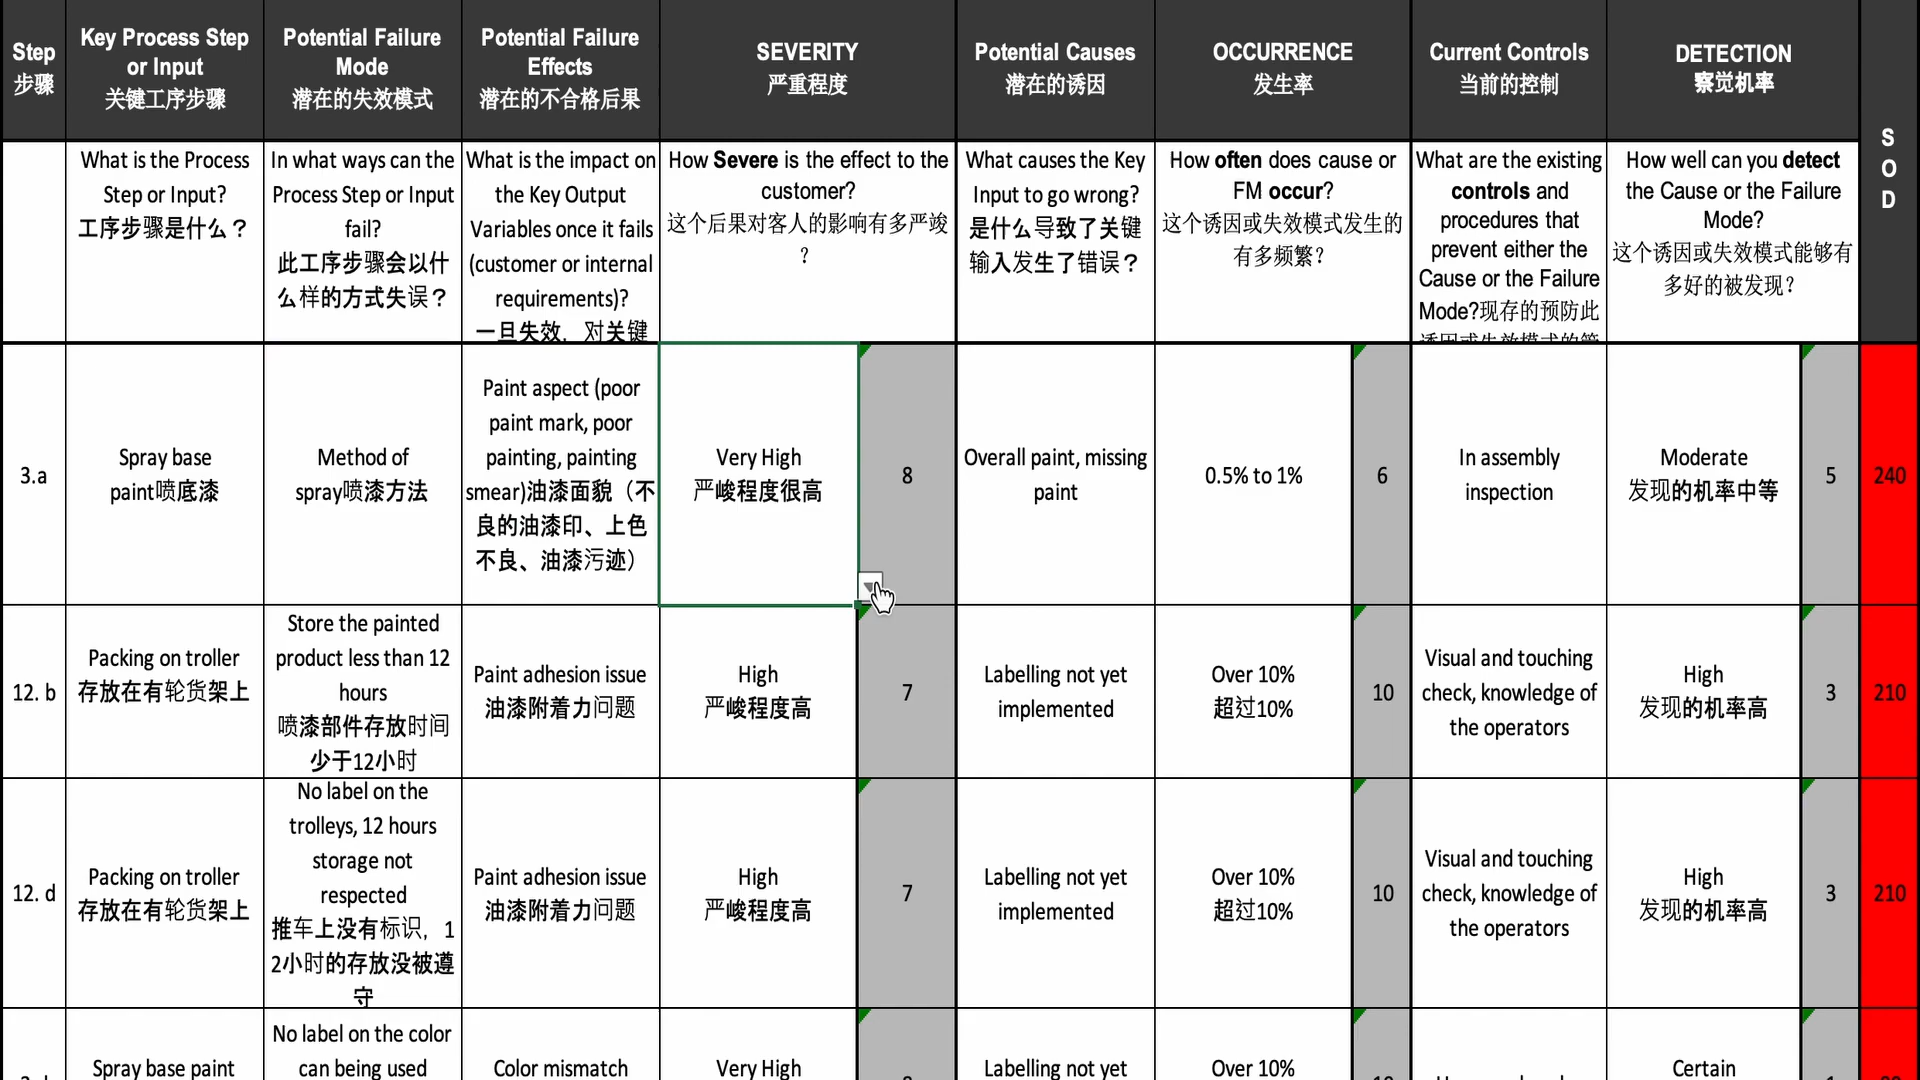 Step
步骤
Key Process Step
or Input
关键工序步骤
Potential Failure
Mode
潜在的失效模式
Potential Failure
Effects
潜在的不合格后果
SEVERITY
严重程度
Potential Causes
潜在的诱因
OCCURRENCE
发生率
Current Controls
当前的控制
DETECTION
察觉机率
S
O
D
What is the Process
Step or Input?
工序步骤是什么？
In what ways can the
Process Step or Input
fail?
此工序步骤会以什
么样的方式失误？
What is the impact on
the Key Output
Variables once it fails
(customer or internal
requirements)?
一旦失效，对关键
How Severe is the effect to the
customer?
这个后果对客人的影响有多严竣
？
What causes the Key
Input to go wrong?
是什么导致了关键
输入发生了错误？
How often does cause or
FM occur?
这个诱因或失效模式发生的
有多频繁？
What are the existing
controls and
procedures that
prevent either the
Cause or the Failure
Mode?现存的预防此
诱因或失效模式的管
How well can you detect
the Cause or the Failure
Mode?
这个诱因或失效模式能够有
多好的被发现？
3.a
Spray base
paint喷底漆
Method of
spray喷漆方法
Paint aspect (poor
paint mark, poor
painting, painting
smear)油漆面貌（不
良的油漆印、上色
不良、油漆污迹）
Very High
严峻程度很高
8
Overall paint, missing
paint
0.5% to 1%
6
In assembly
inspection
Moderate
发现的机率中等
5
240
12. b
Packing on troller
存放在有轮货架上
Store the painted
product less than 12
hours
喷漆部件存放时间
少于12小时
Paint adhesion issue
油漆附着力问题
High
严峻程度高
7
Labelling not yet
implemented
Over 10%
超过10%
10
Visual and touching
check, knowledge of
the operators
High
发现的机率高
3
210
12. d
Packing on troller
存放在有轮货架上
No label on the
trolleys, 12 hours
storage not
respected
推车上没有标识，1
2小时的存放没被遵
守
Paint adhesion issue
油漆附着力问题
High
严峻程度高
7
Labelling not yet
implemented
Over 10%
超过10%
10
Visual and touching
check, knowledge of
the operators
High
发现的机率高
3
210
Spray base paint
No label on the color
can being used
Color mismatch
Very High
Labelling not yet
Over 10%
Certain